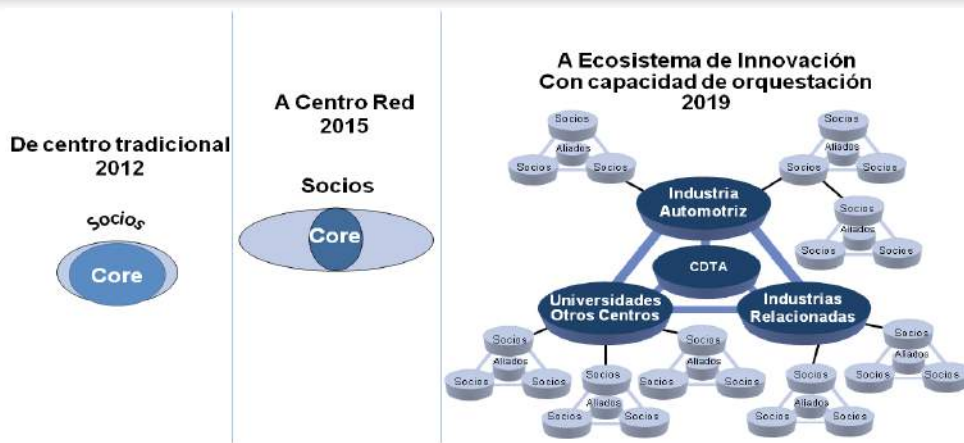 De centro tradicional
2012
Socios
Core
A Centro Red
2015
Socios
Core
A Ecosistema de Innovación
Con capacidad de orquestación
2019
Socios
Aliados
Socios
Socios
Socios
Aliados
Socios
Socios
Socios
Aliados
Socios
Socios
Industria
Automotriz
CDTA
Universidades
Otros Centros
Industrias
Relacionadas
Socios
Aliados
Socios
Socios
Socios
Aliados
Socios
Socios
Socios
Socios
Socios
Socios
Aliados
Socios
Socios
Socios
Aliados
Socios
Socios